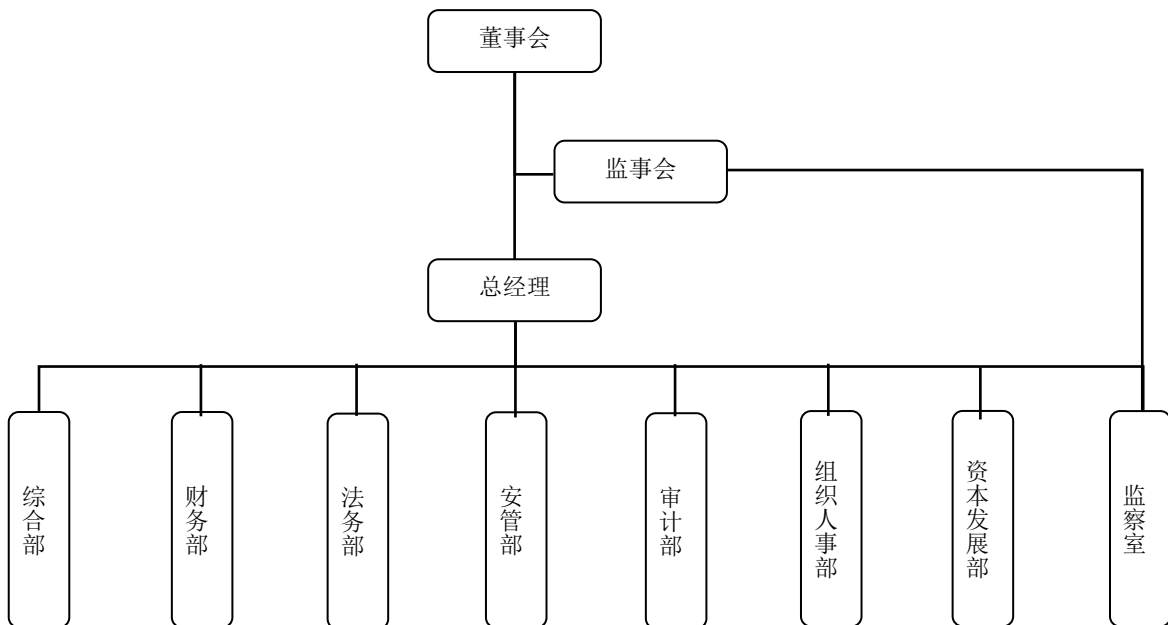 董事会
监事会
总经理
综合部
财务部
法务部
安管部
审计部
组织人事部
资本发展部
监察室